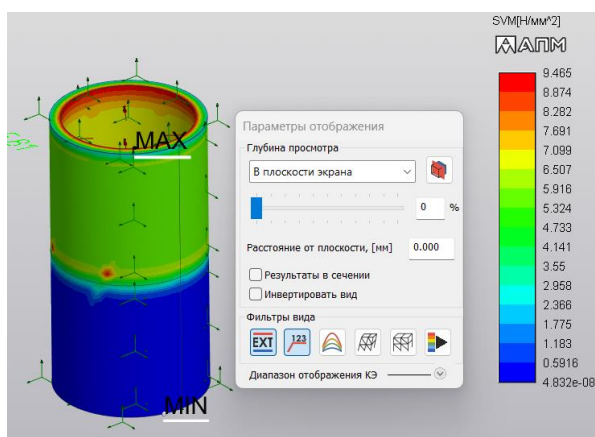 SVM[Н/мм^2]
АПМ
9.465
8.874
8.282
7.691
7.099
6.507
5.916
5.324
4.733
4.141
3.55
2.958
2.366
1.775
1.183
0.5916
4.832e-08
MAX
MIN
Параметры отображения
Глубина просмотра
В плоскости экрана
0 %
Расстояние от плоскости, [мм] 0.000
Результаты в сечении
Инвертировать вид
Фильтры вида
EXT 123
Диапазон отображения КЭ